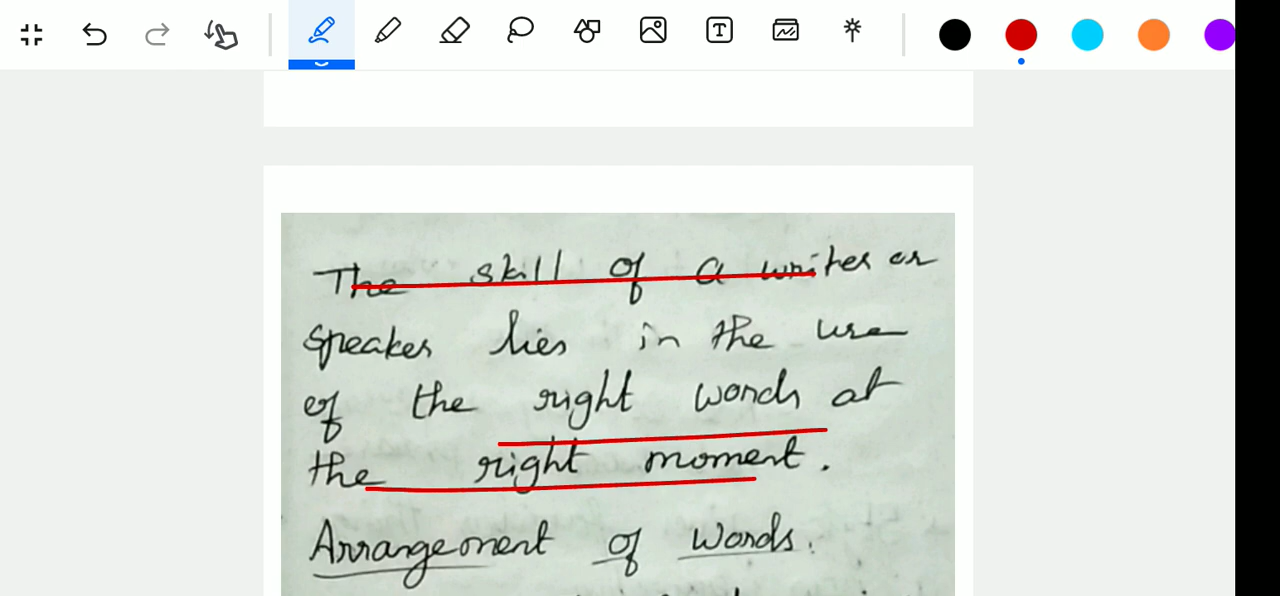 The skill of a writer or
speaker lies in the use
of the right words at
the right moment.
Arrangement of Words.